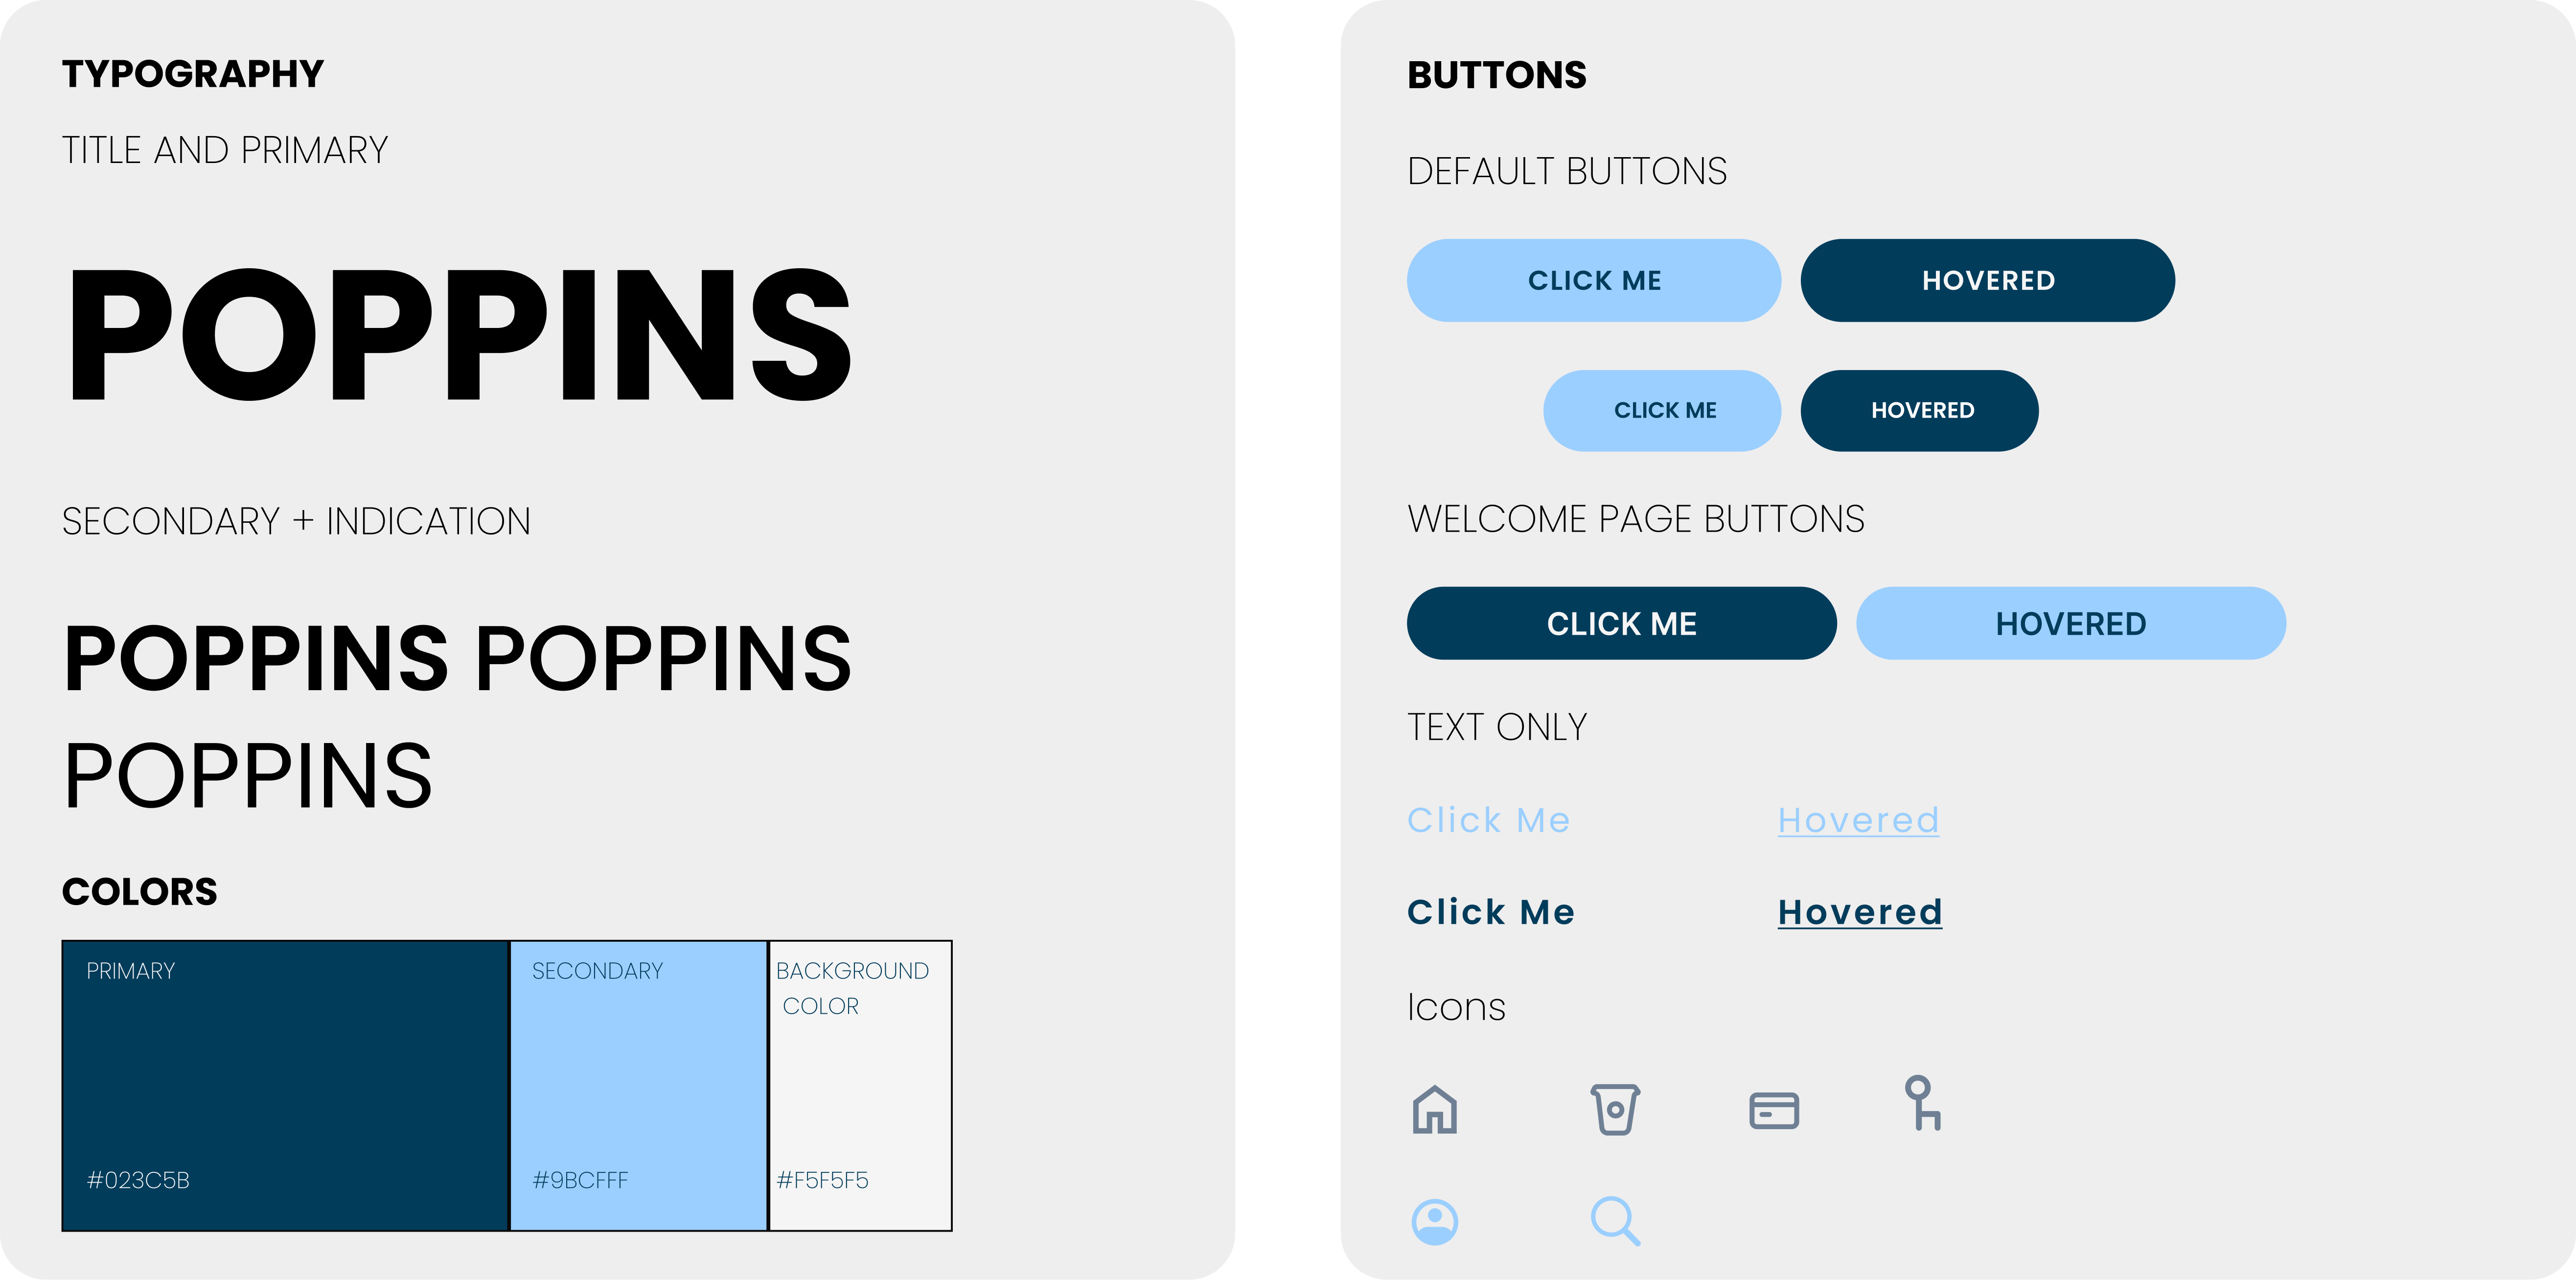 TYPOGRAPHY
TITLE AND PRIMARY
POPPINS
SECONDARY + INDICATION
POPPINS POPPINS
POPPINS
COLORS
PRIMARY
#023C5B
SECONDARY
#9BCFFF
BACKGROUND
COLOR
#F5F5F5
BUTTONS
DEFAULT BUTTONS
CLICK ME
HOVERED
CLICK ME
HOVERED
WELCOME PAGE BUTTONS
CLICK ME
HOVERED
TEXT ONLY
Click Me
Hovered
Click Me
Hovered
Icons